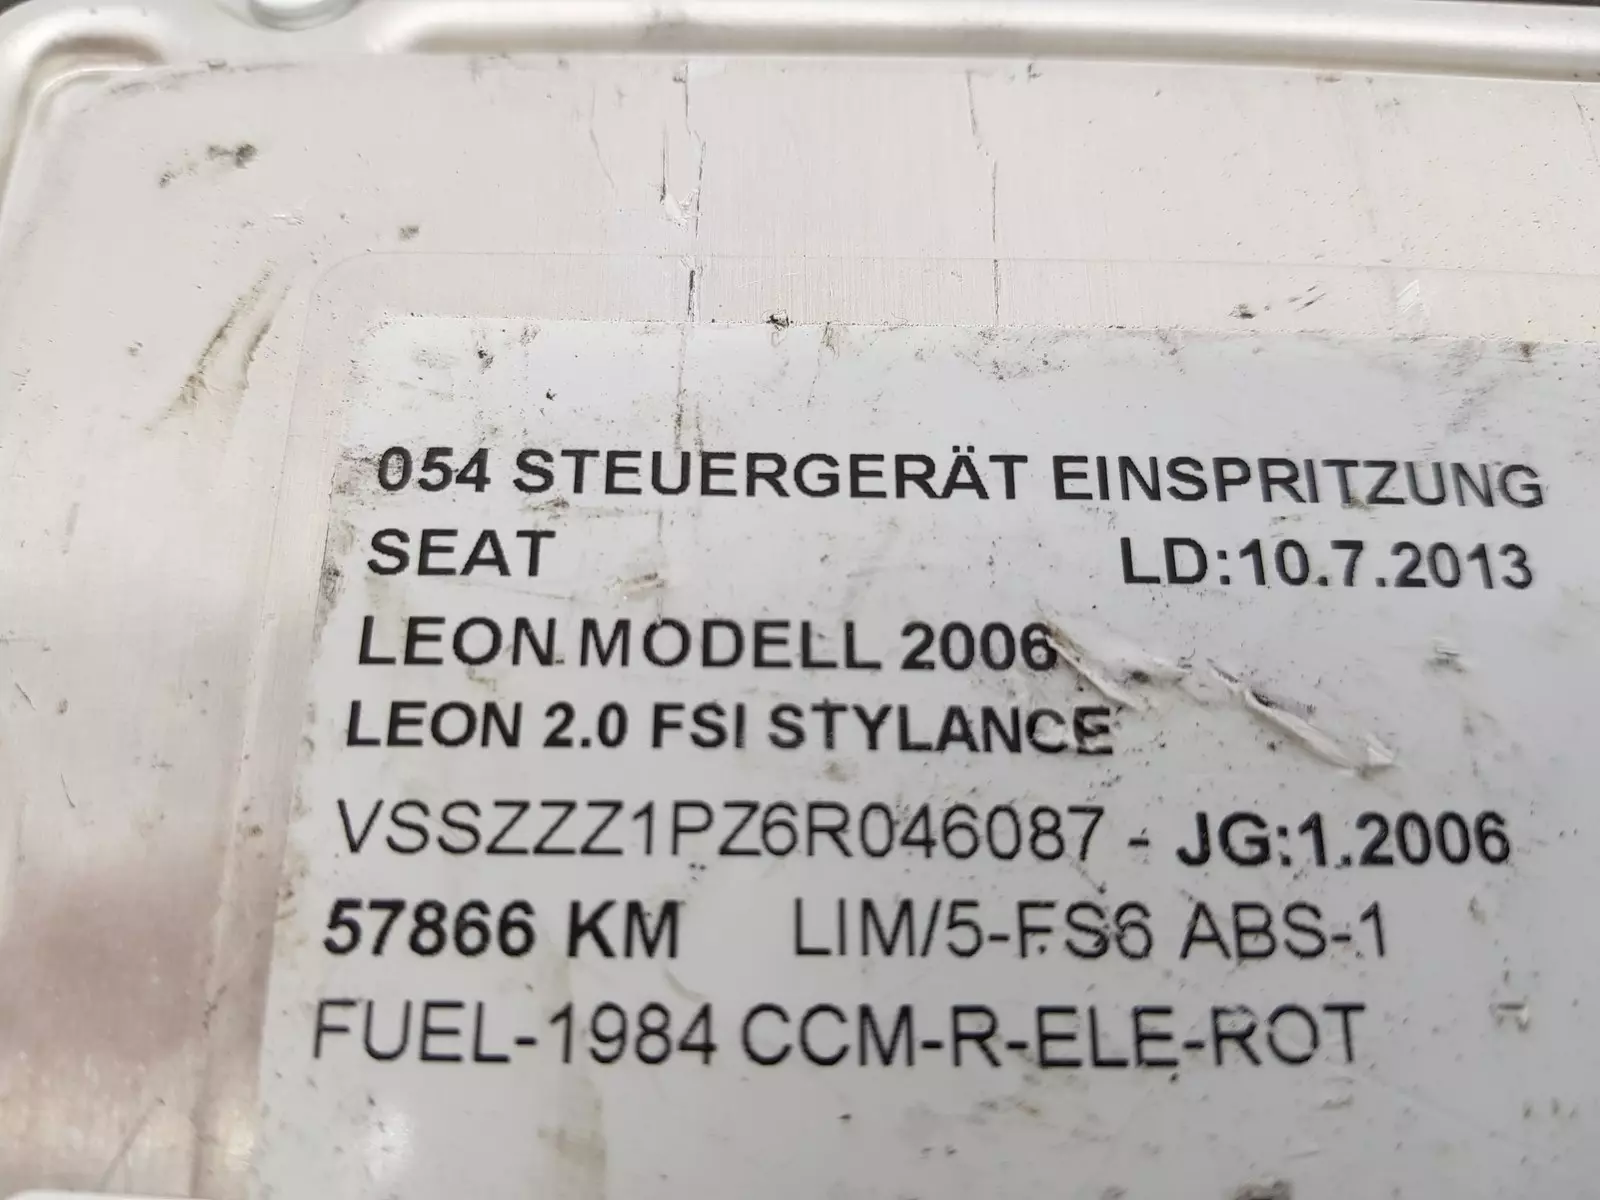 054 STEUERGERÄT EINSPRITZUNG
SEAT LD:10.7.2013
LEON MODELL 2006
LEON 2.0 FSI STYLANCE
VSSZZZ1PZ6R046087 - JG:1.2006
57866 KM LIM/5-FS6 ABS-1
FUEL-1984 CCM-R-ELE-ROT